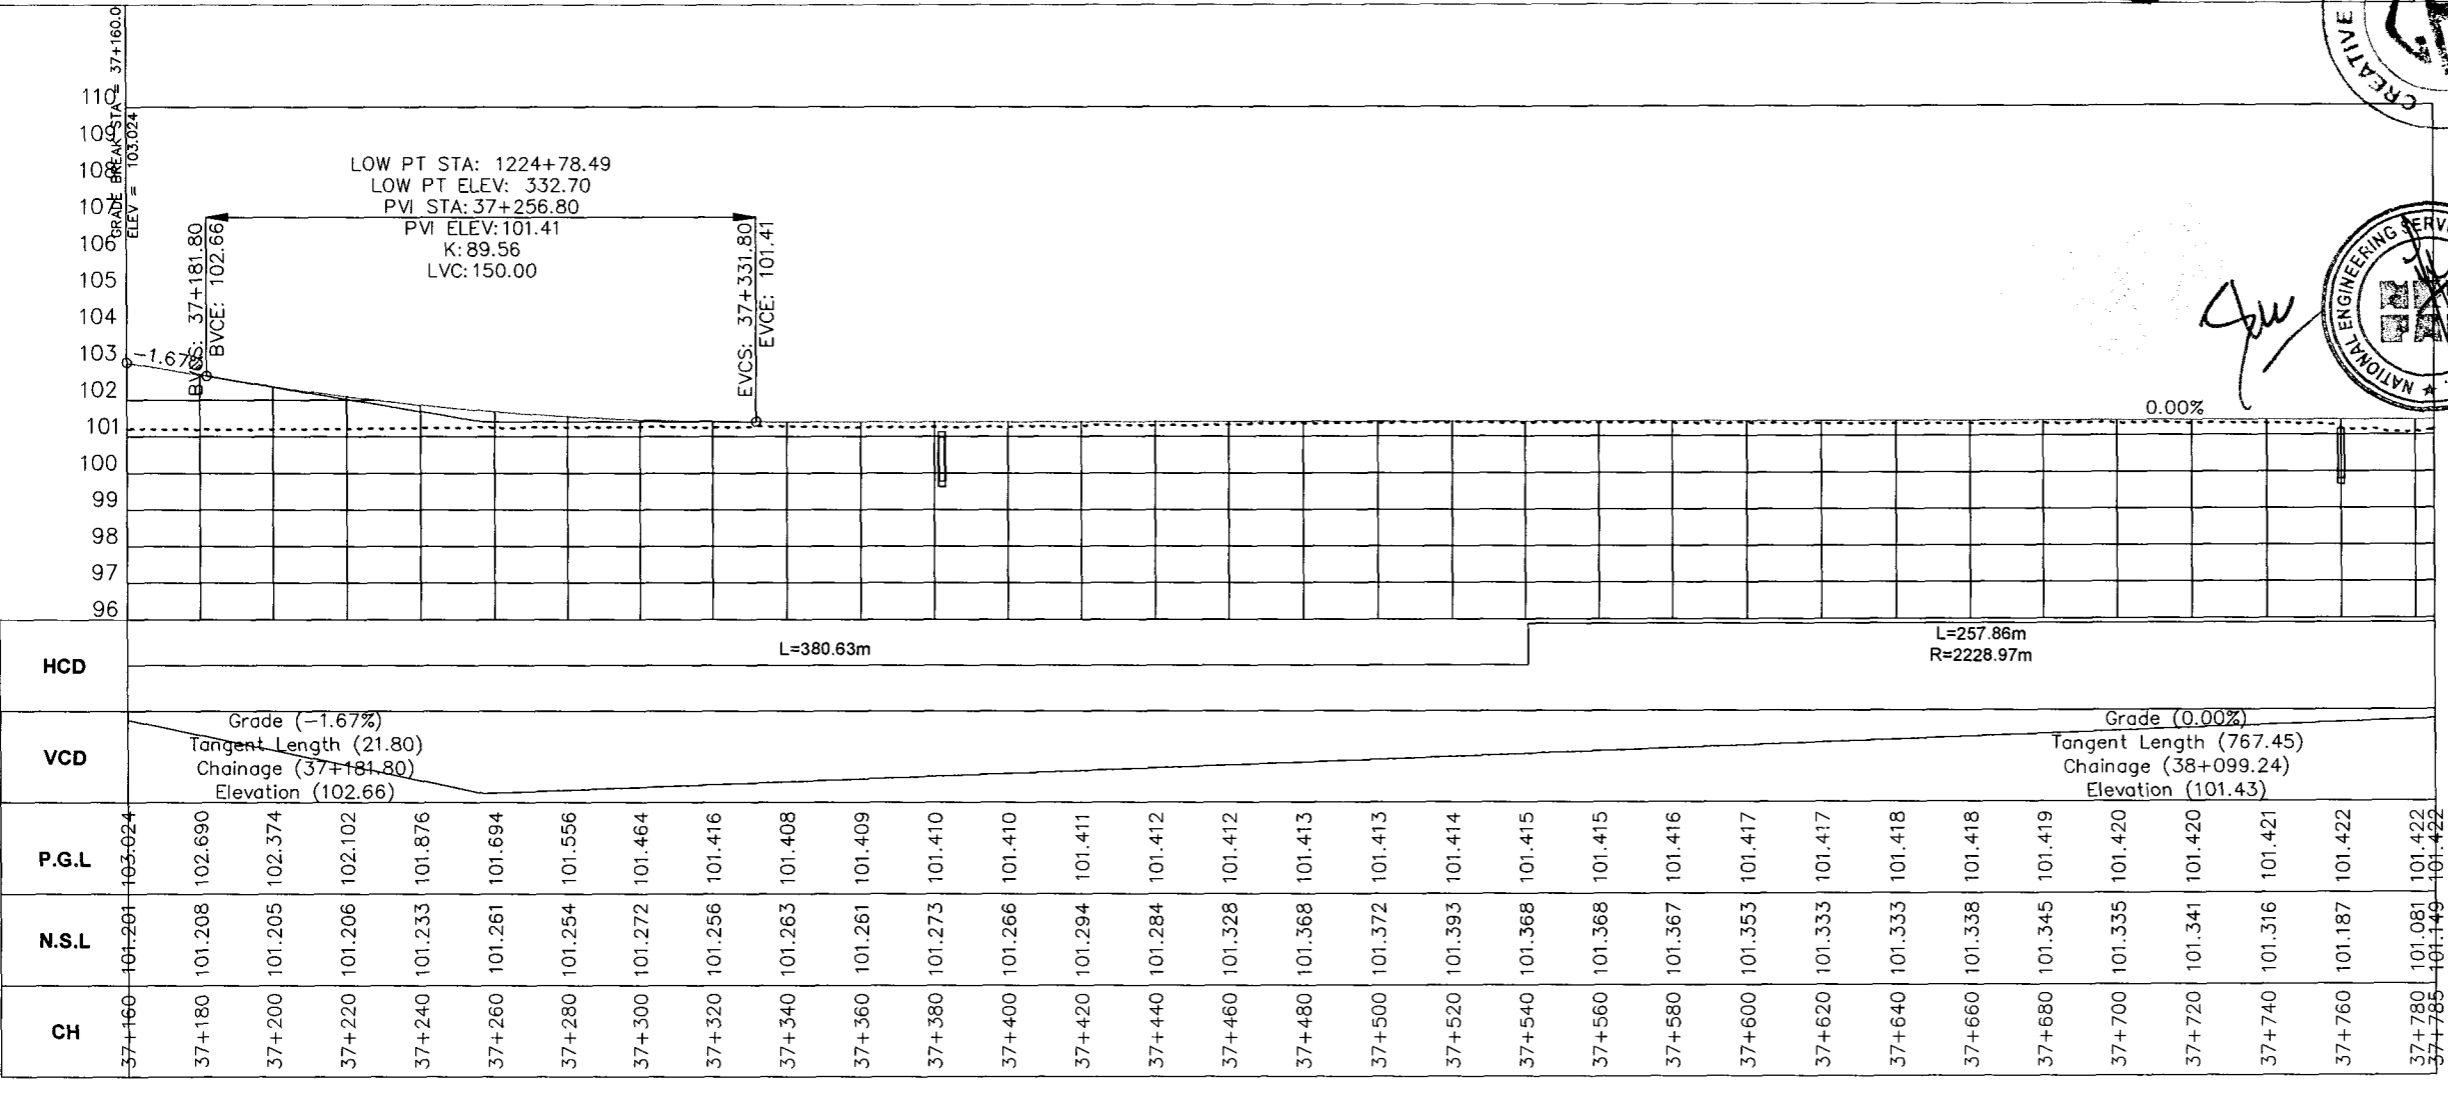 GRADE BREAK STA = 37+160.0
ELEV = 103.024
110
109
108
107
106
105
104
103
102
101
100
99
98
97
96
LOW PT STA: 1224+78.49
LOW PT ELEV: 332.70
PVI STA: 37+256.80
PVI ELEV: 101.41
K: 89.56
LVC: 150.00
BVCS: 37+181.80
BVCE: 102.66
EVCS: 37+331.80
EVCE: 101.41
-1.67%
0.00%
CREATIVE
NATIONAL ENGINEERING
HCD
L=380.63m
L=257.86m
R=2228.97m
VCD
Grade (-1.67%)
Tangent Length (21.80)
Chainage (37+181.80)
Elevation (102.66)
Grade (0.00%)
Tangent Length (767.45)
Chainage (38+099.24)
Elevation (101.43)
P.G.L 103.024 102.690 102.374 102.102 101.876 101.694 101.556 101.464 101.416 101.408 101.409 101.410 101.410 101.411 101.412 101.412 101.413 101.413 101.414 101.415 101.415 101.416 101.417 101.417 101.418 101.418 101.419 101.420 101.420 101.421 101.422 101.422 101.422
N.S.L 101.201 101.208 101.205 101.206 101.233 101.261 101.254 101.272 101.256 101.263 101.261 101.273 101.266 101.294 101.284 101.328 101.368 101.372 101.393 101.368 101.368 101.367 101.353 101.333 101.333 101.338 101.345 101.335 101.341 101.316 101.187 101.081 101.149
CH 37+160 37+180 37+200 37+220 37+240 37+260 37+280 37+300 37+320 37+340 37+360 37+380 37+400 37+420 37+440 37+460 37+480 37+500 37+520 37+540 37+560 37+580 37+600 37+620 37+640 37+660 37+680 37+700 37+720 37+740 37+760 37+780 37+785